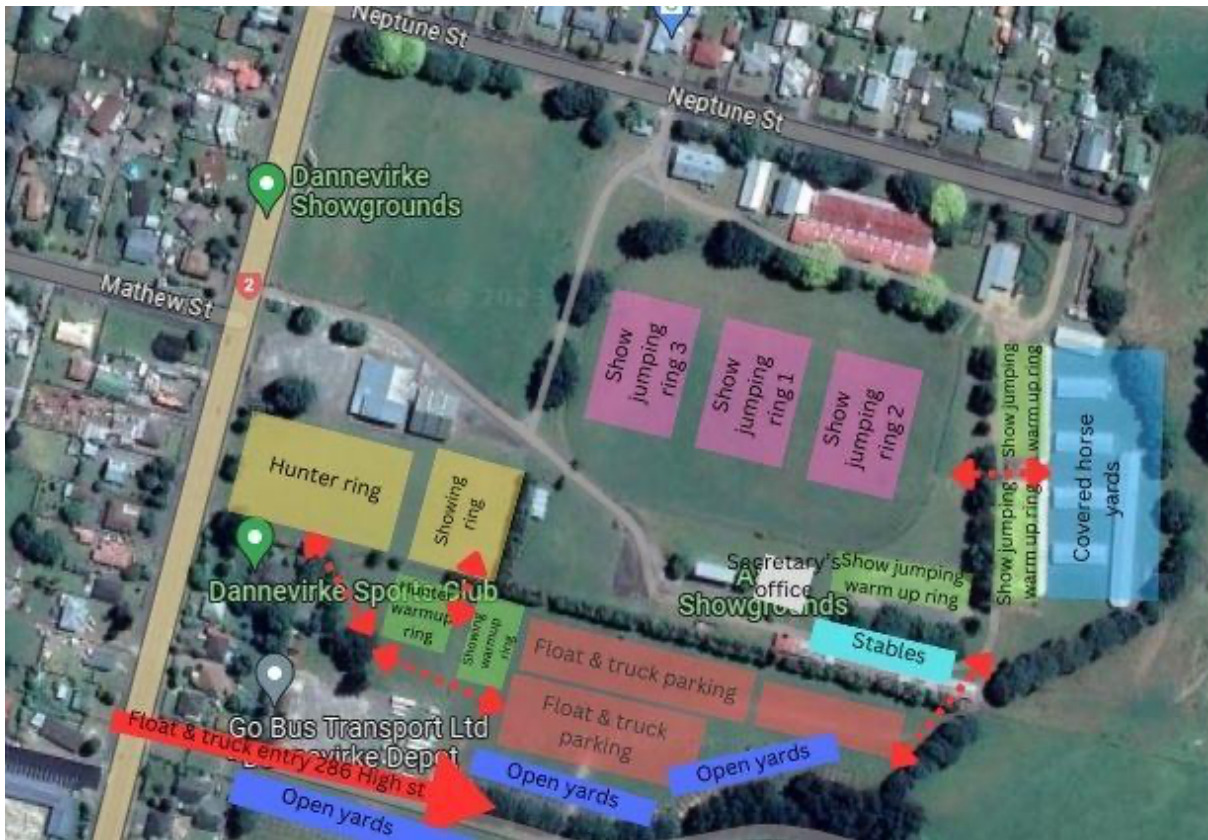 Neptune St
Neptune St
Dannevirke
Showgrounds
2
Mathew St
Show
jumping
ring 3
Show
jumping
ring 1
Show
jumping
ring 2
Show jumping
warm up ring
Show jumping
warm up ring
Covered horse
yards
Hunter ring
Showing
ring
Secretary's
office
Showgrounds
Show jumping
warm up ring
Stables
Dannevirke Sports Club
Hunter
warmup
ring
Showing
warmup
ring
Float & truck parking
Float & truck
parking
Go Bus Transport Ltd
Depot
Float & truck entry 286 High st
Open yards
Open yards
Open yards